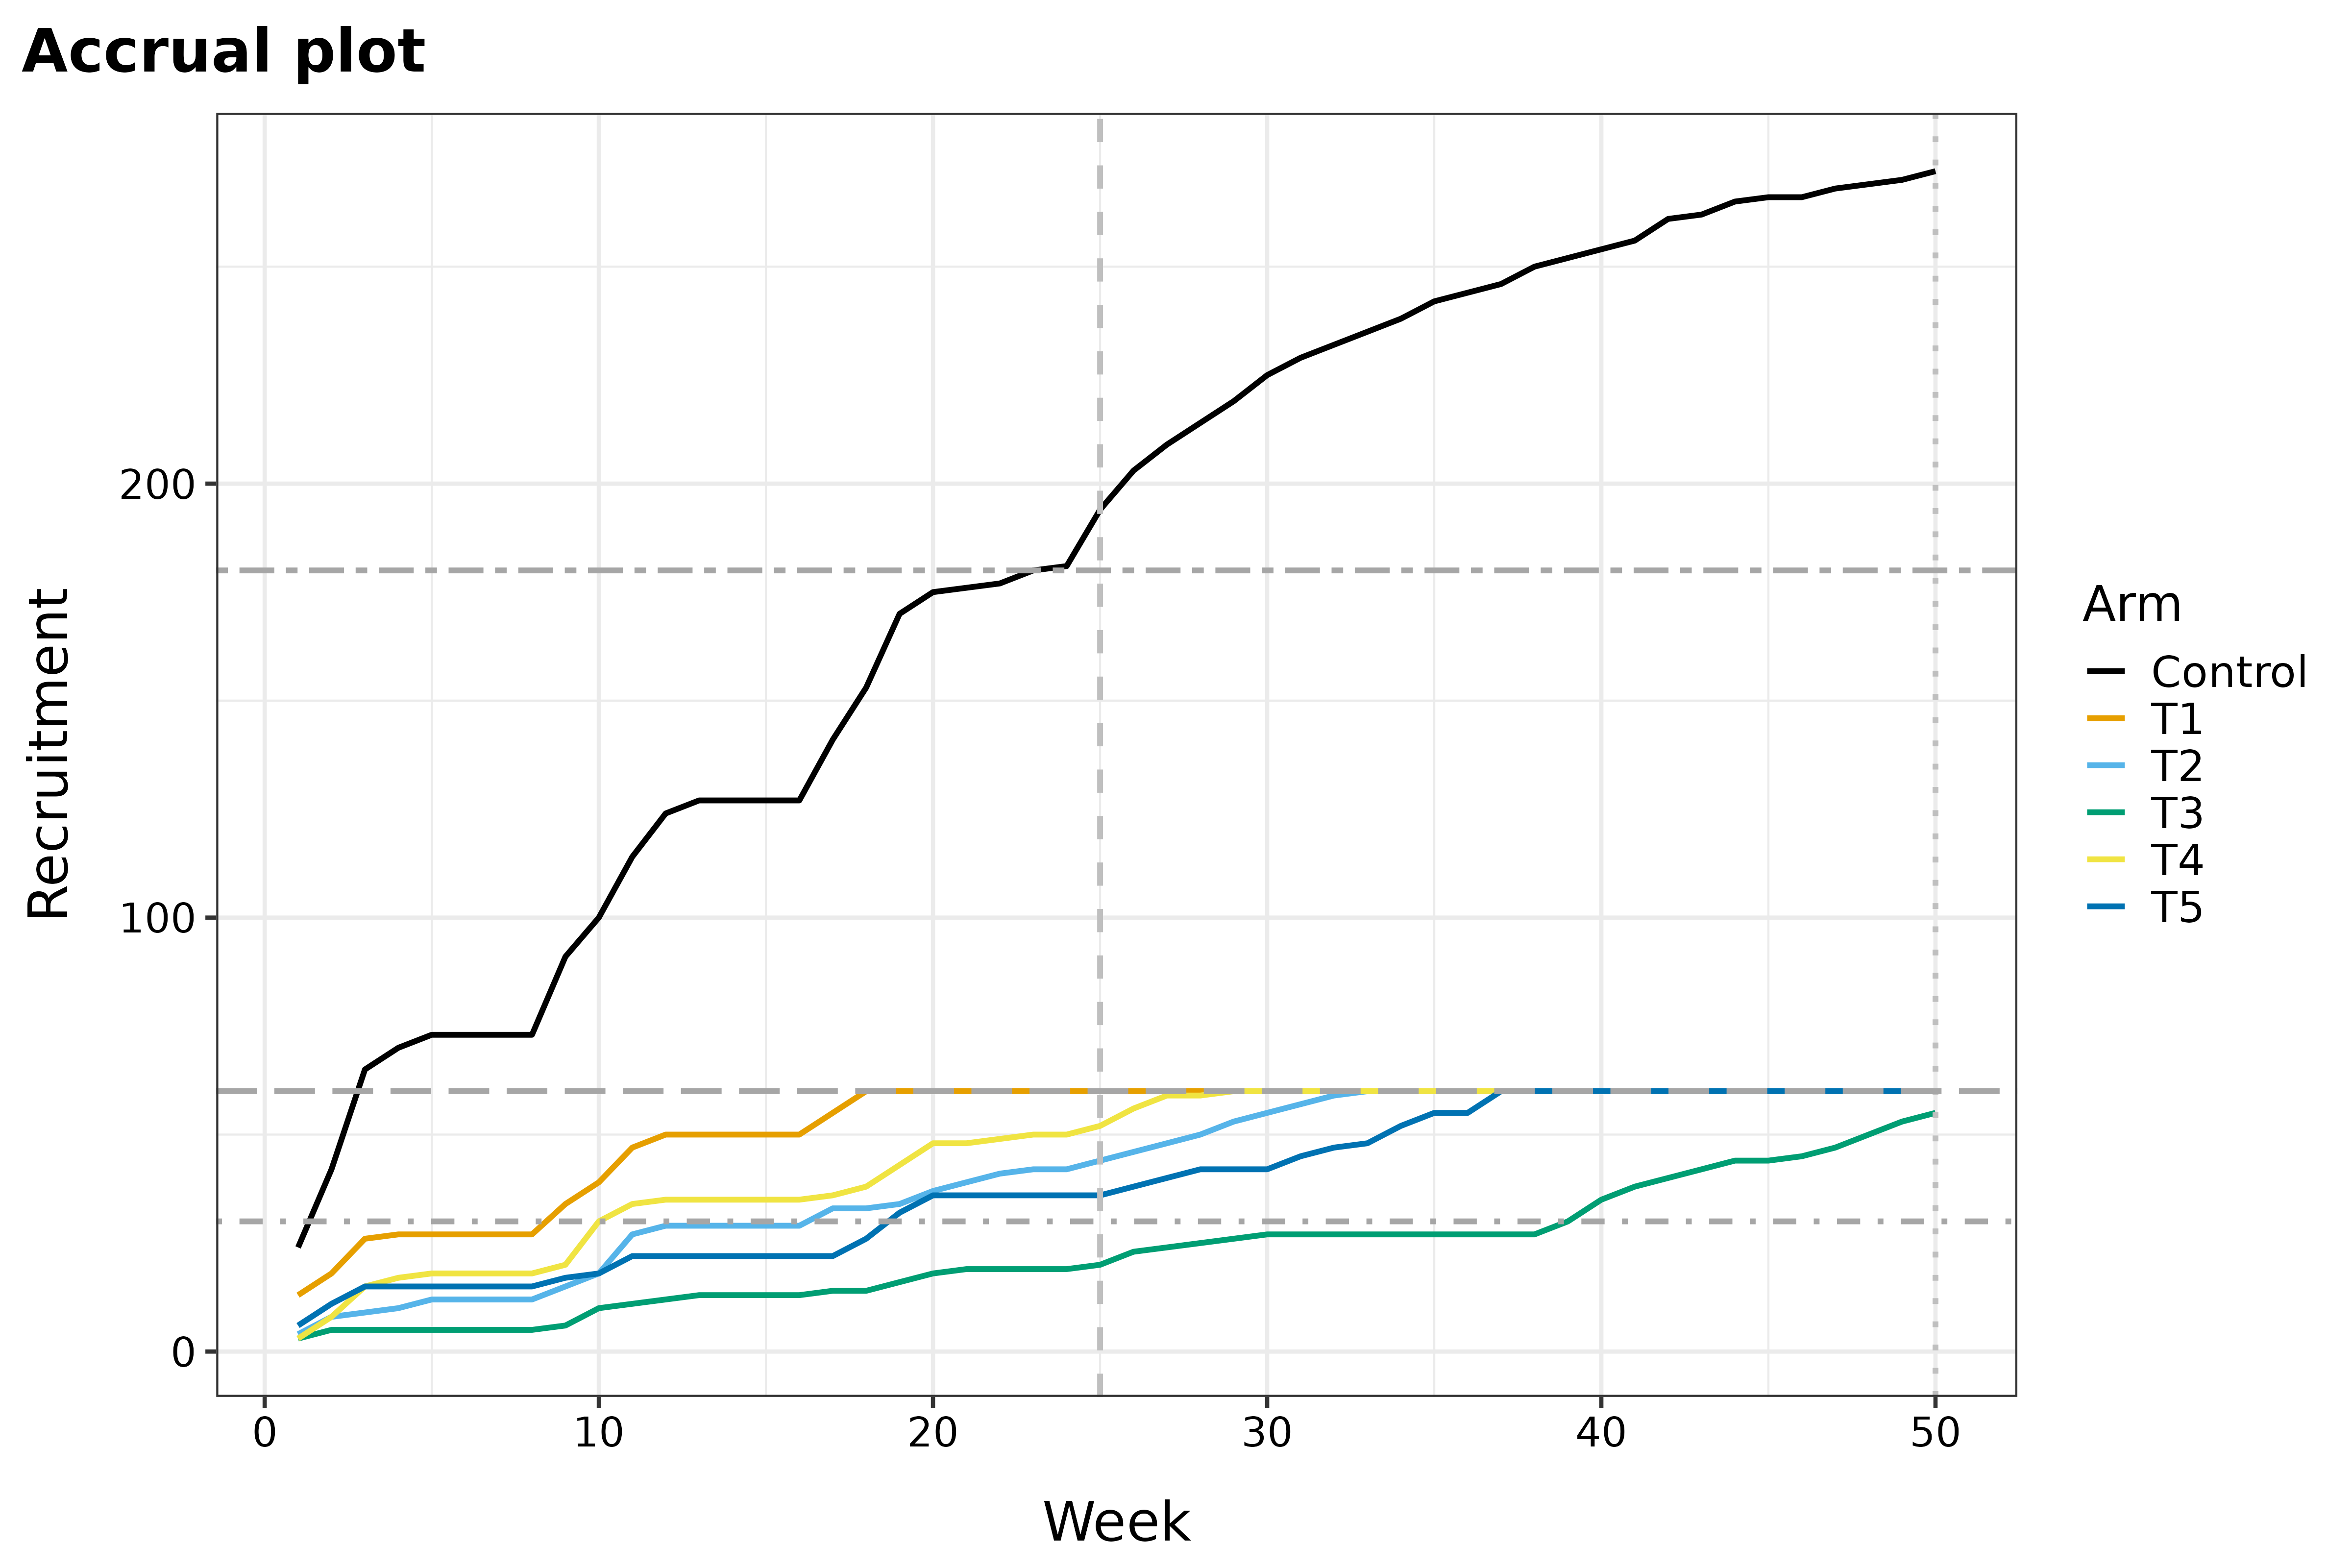 Accrual plot
Recruitment
200
100
0
0 10 20 30 40 50
Week
Arm
Control
T1
T2
T3
T4
T5